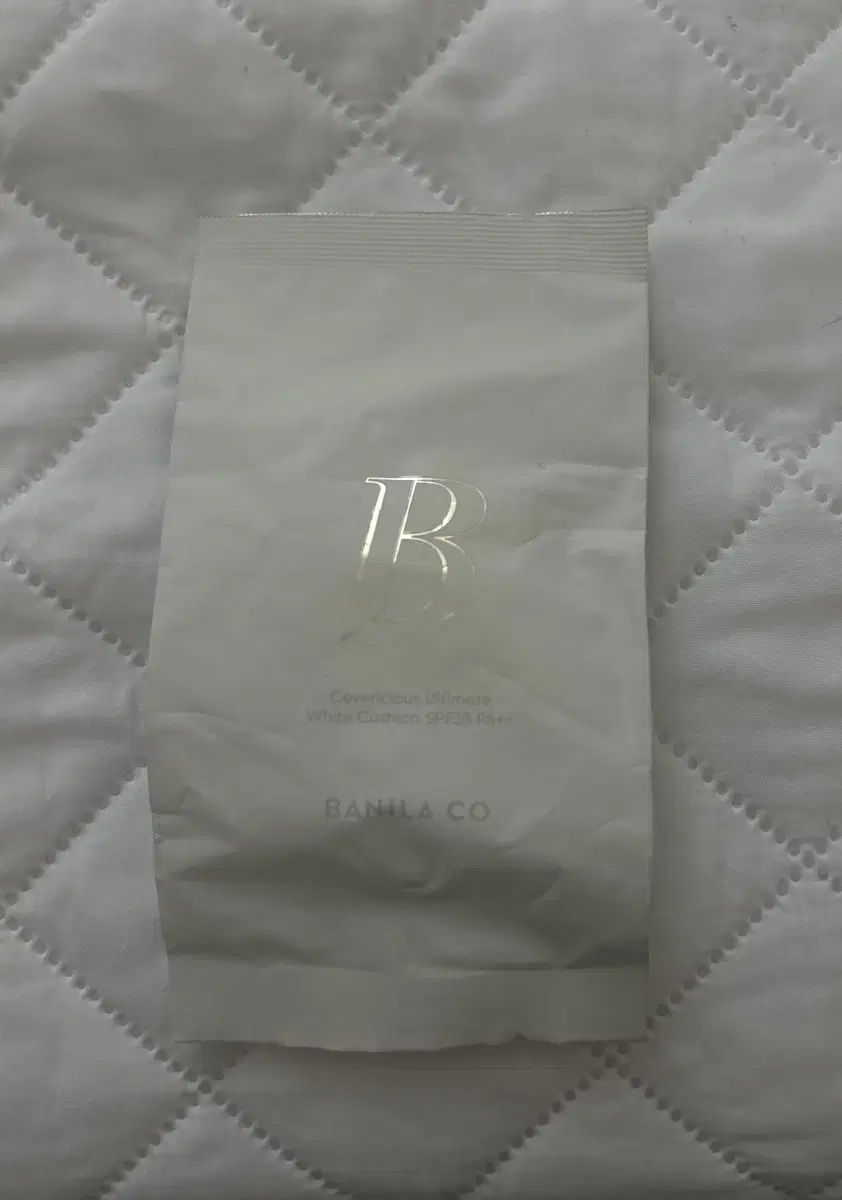 B
Covericious Ultimate
White Cushion SPF38 PA++
BANILA CO